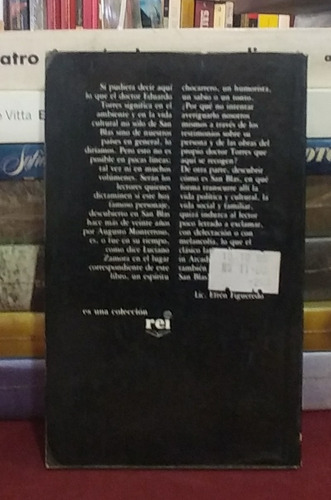 atro
Vitta
Si pudiera decir aquí
lo que el doctor Eduardo
Torres significa en el
ambiente y en la vida
cultural no sólo de San
Blas sino de nuestros
países en general, lo
diríamos. Pero esto no es
posible en pocas líneas;
tal vez ni en muchos
volúmenes. Serán los
lectores quienes
dictaminen si este hoy
famoso personaje,
descubierto en San Blas
hace más de veinte años
por Augusto Monterroso,
es, o fue en su tiempo,
como dice Luciano
Zamora en el lugar
correspondiente de este
libro, un espíritu
chocarrero, un humorista,
un sabio o un tonto.
¿Por qué no intentar
averiguarlo nosotros
mismos a través de los
testimonios sobre su
persona y de las obras del
propio doctor Torres que
aquí se recogen?
De otra parte, describir
cómo es San Blas, en qué
forma transcurre allí la
vida política y cultural, la
vida social y familiar,
quizá induzca al lector
poco letrado a exclamar,
con delectación o con
melancolía, lo que el
clásico
in Arcad
también
San Blas
Lic. Efrén Figueredo
es una colección
rei